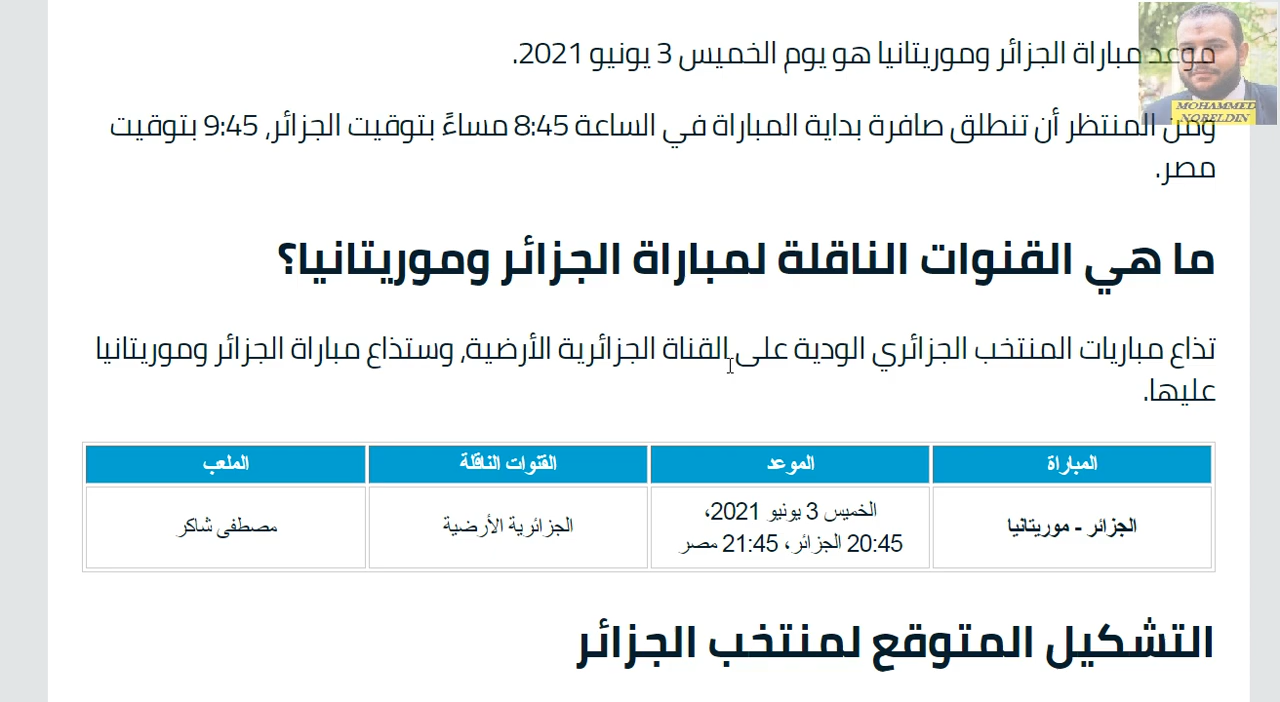 موعد مباراة الجزائر وموريتانيا هو يوم الخميس 3 يونيو 2021.
MOHAMMED
NORELDIN
ومن المنتظر أن تنطلق صافرة بداية المباراة في الساعة 8:45 مساءً بتوقيت الجزائر, 9:45 بتوقيت
مصر.
ما هي القنوات الناقلة لمباراة الجزائر وموريتانيا؟
تذاع مباريات المنتخب الجزائري الودية على القناة الجزائرية الأرضية, وستذاع مباراة الجزائر وموريتانيا
عليها.
المباراة الموعد القنوات الناقلة الملعب
الجزائر - موريتانيا الخميس 3 يونيو 2021، الجزائرية الأرضية مصطفى شاكر
20:45 الجزائر، 21:45 مصر
التشكيل المتوقع لمنتخب الجزائر